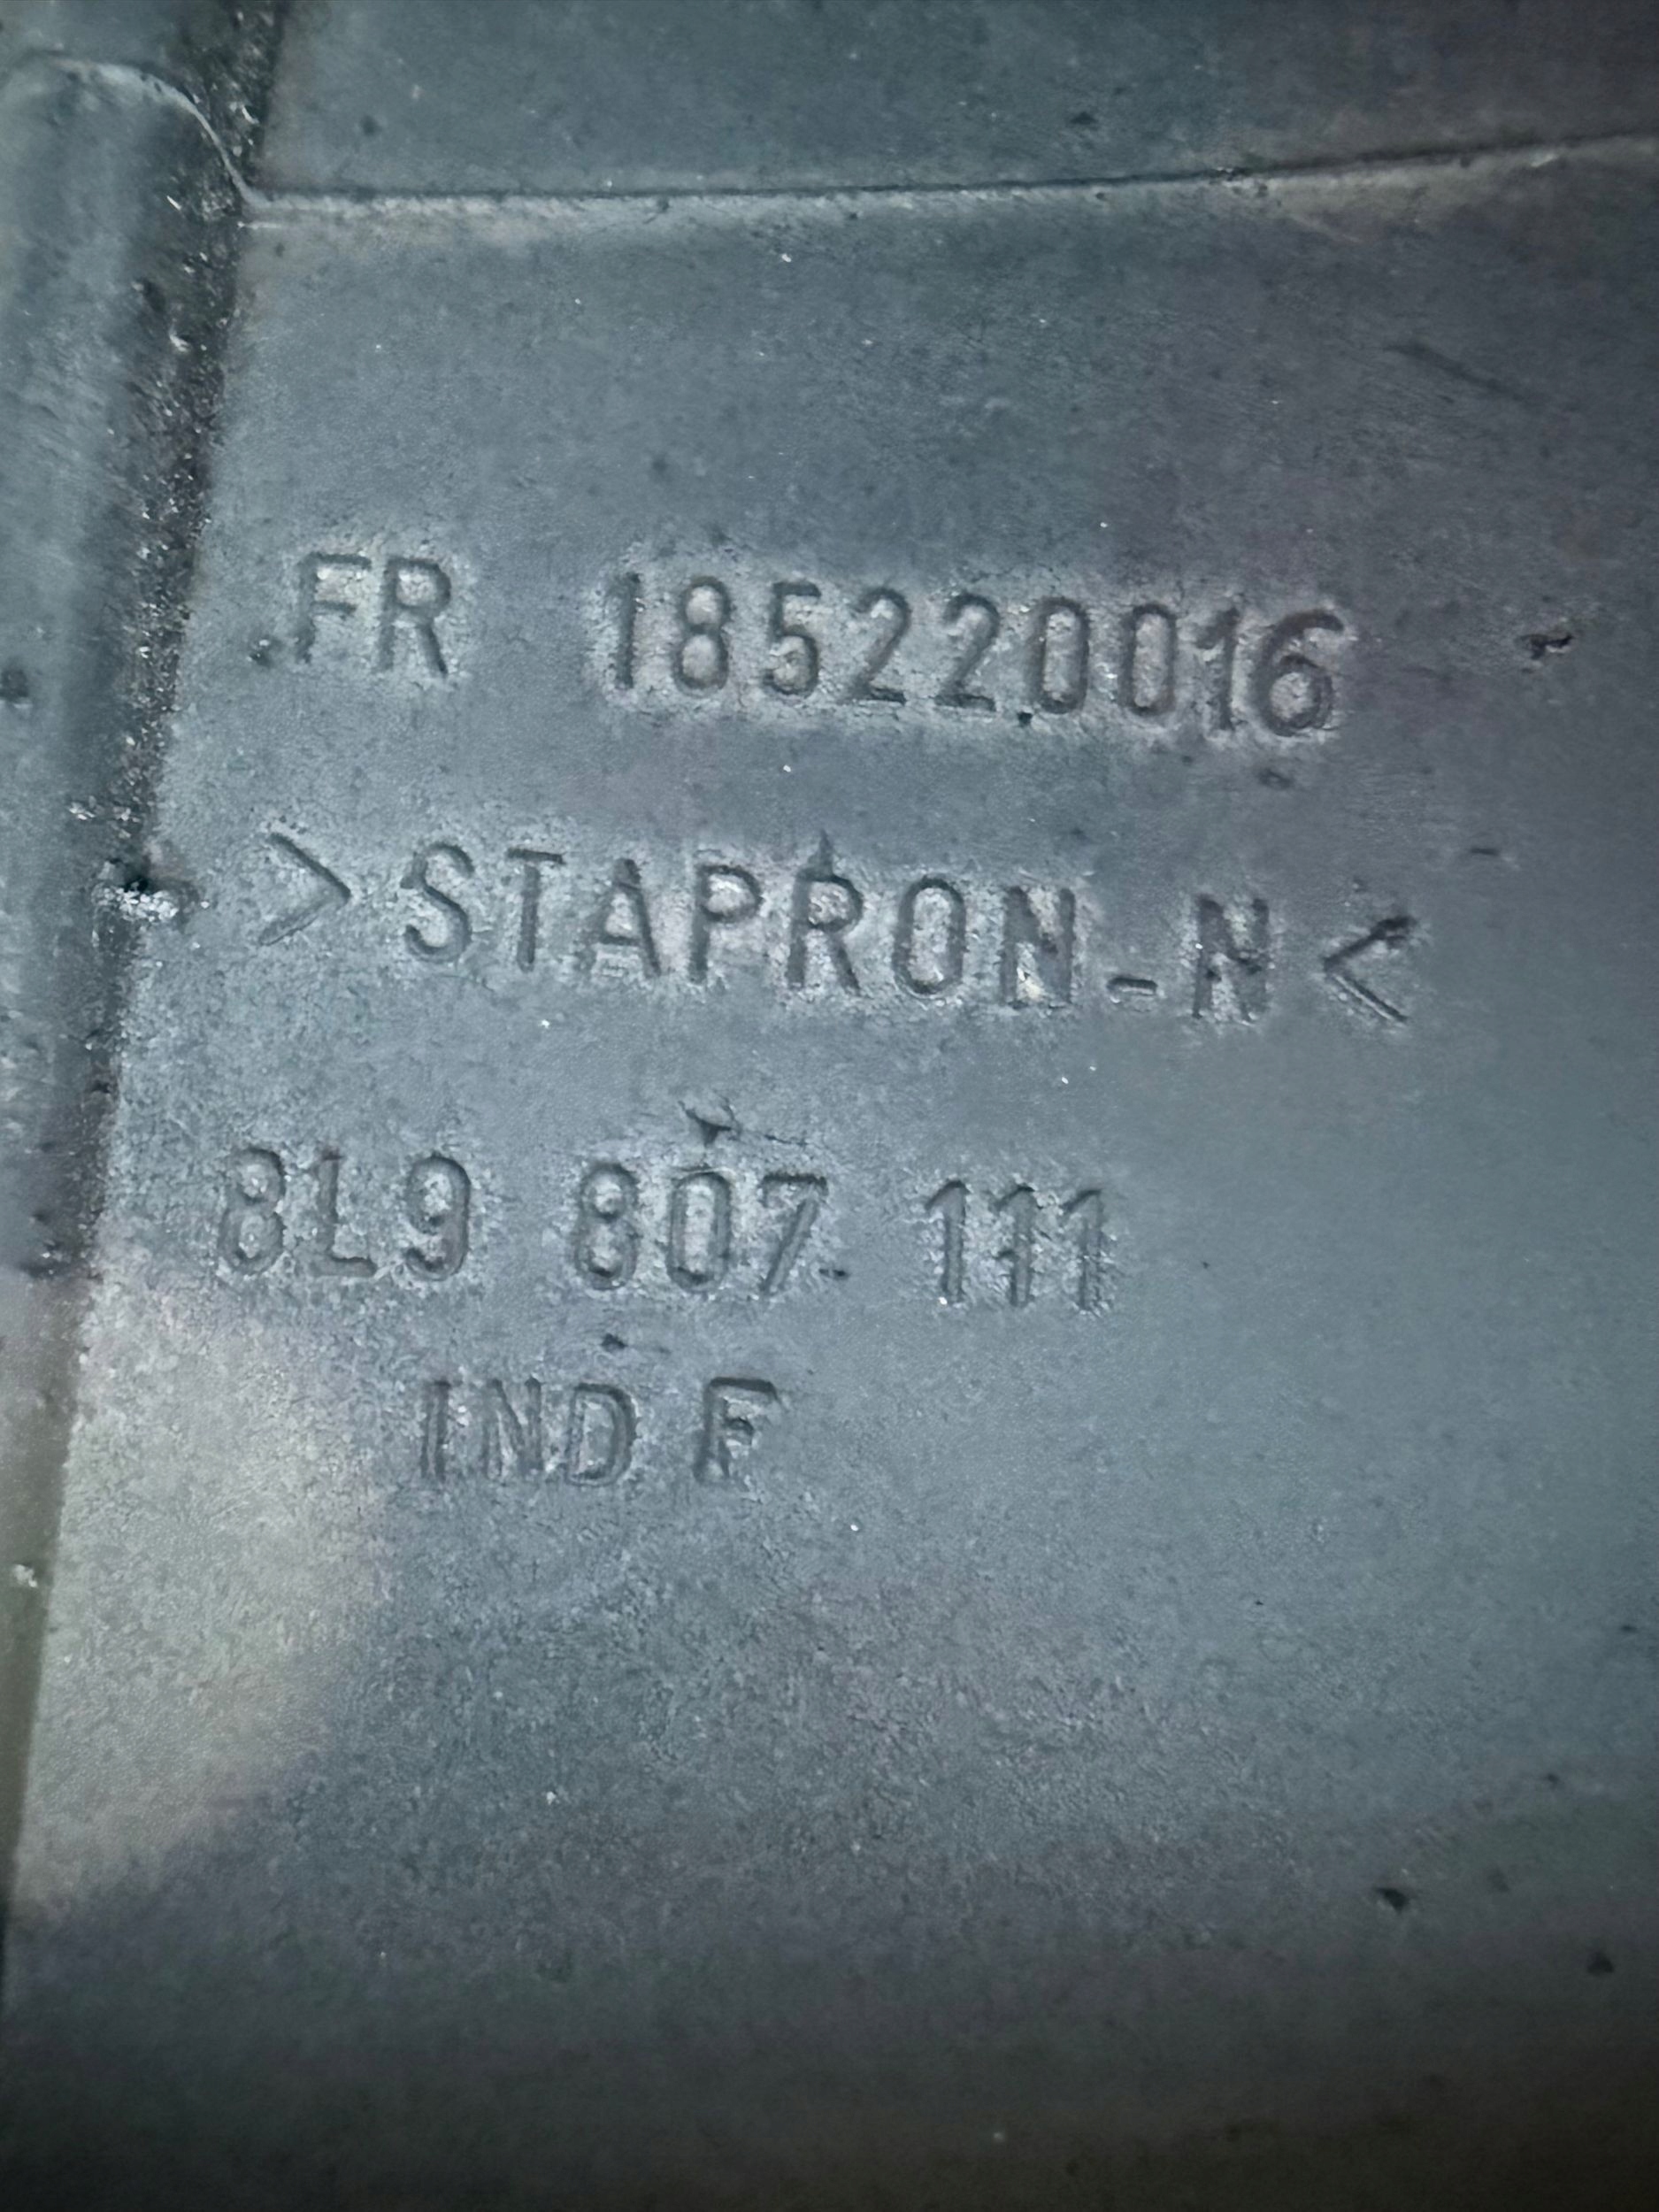 FR 185220016
>STAPRON-N<
8L9 807 111
IND F